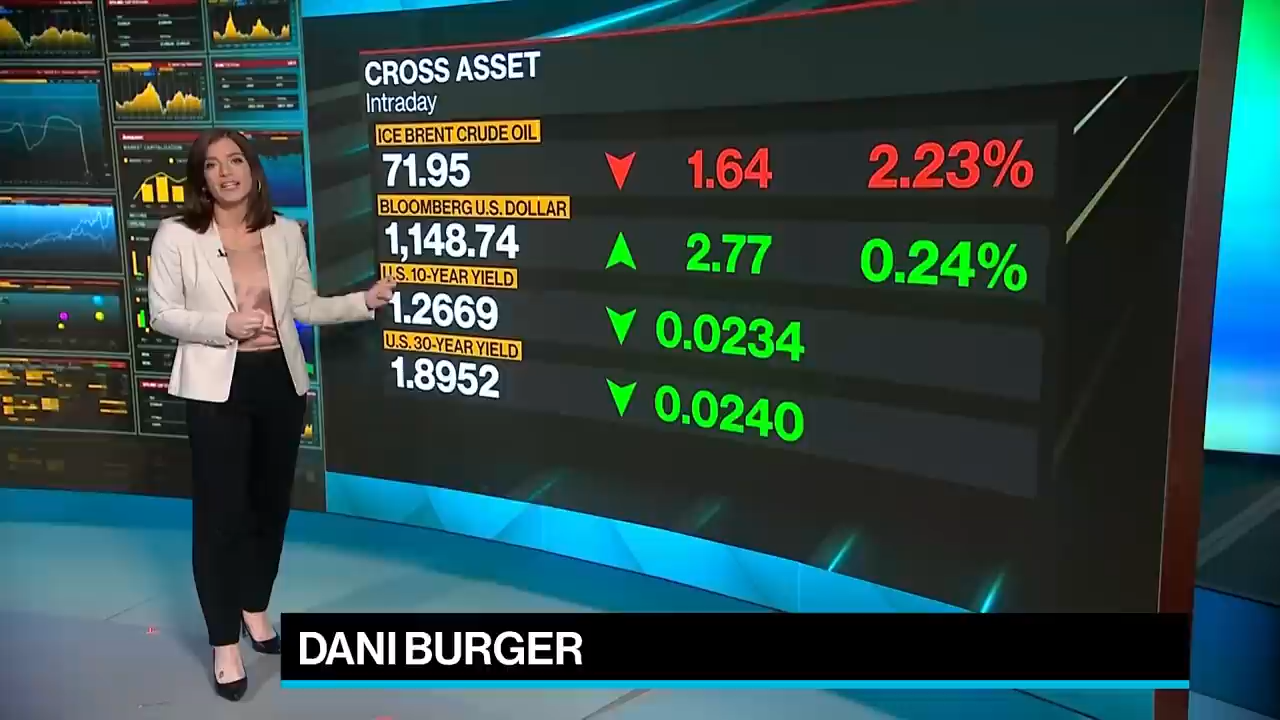 CROSS ASSET
Intraday
ICE BRENT CRUDE OIL
71.95 1.64 2.23%
BLOOMBERG U.S. DOLLAR
1,148.74 2.77 0.24%
U.S. 10-YEAR YIELD
1.2669 0.0234
U.S. 30-YEAR YIELD
1.8952 0.0240
DANI BURGER